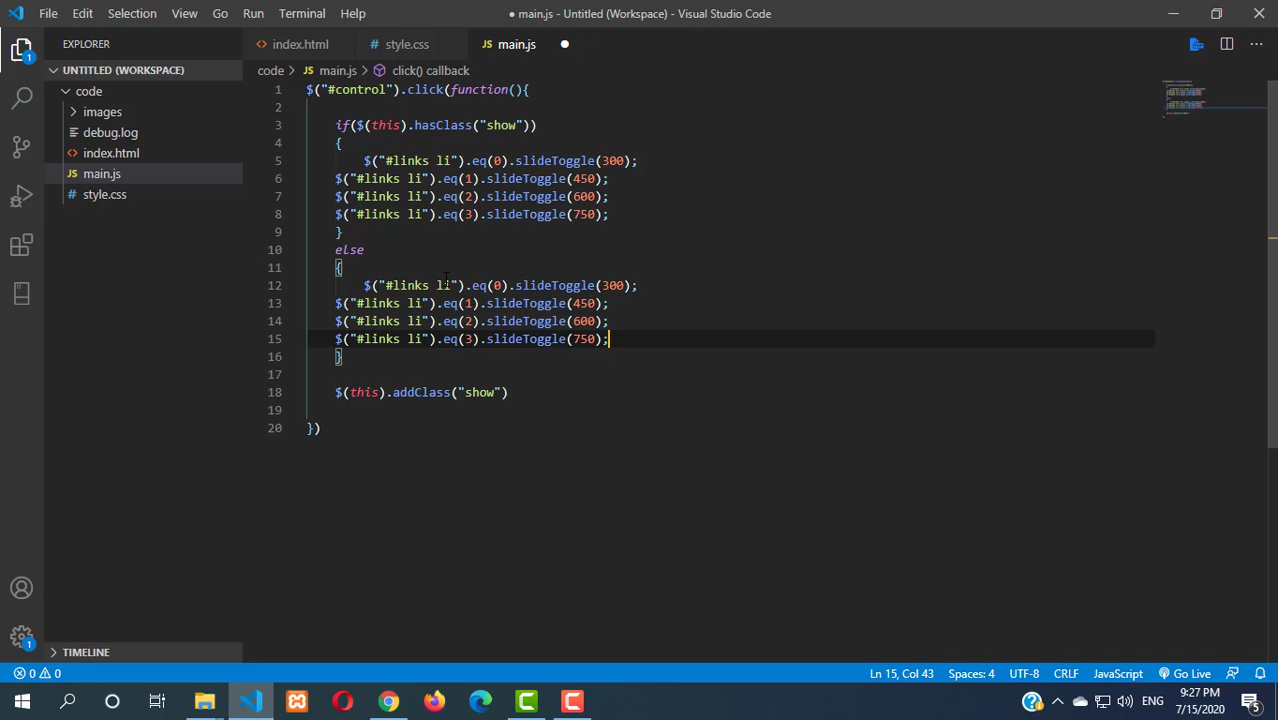 File Edit Selection View Go Run Terminal Help
● main.js - Untitled (Workspace) - Visual Studio Code
EXPLORER
index.html
style.css
JS main.js
UNTITLED (WORKSPACE)
code
images
debug.log
index.html
JS main.js
style.css
code > JS main.js > click() callback
1 $("#control").click(function(){
2
3 if($(this).hasClass("show"))
4 {
5 $("#links li").eq(0).slideToggle(300);
6 $("#links li").eq(1).slideToggle(450);
7 $("#links li").eq(2).slideToggle(600);
8 $("#links li").eq(3).slideToggle(750);
9 }
10 else
11 {
12 $("#links li").eq(0).slideToggle(300);
13 $("#links li").eq(1).slideToggle(450);
14 $("#links li").eq(2).slideToggle(600);
15 $("#links li").eq(3).slideToggle(750);
16 }
17
18 $(this).addClass("show")
19
20 })
TIMELINE
1
1
0 0
Ln 15, Col 43 Spaces: 4 UTF-8 CRLF JavaScript Go Live
ENG
9:27 PM
7/15/2020
5